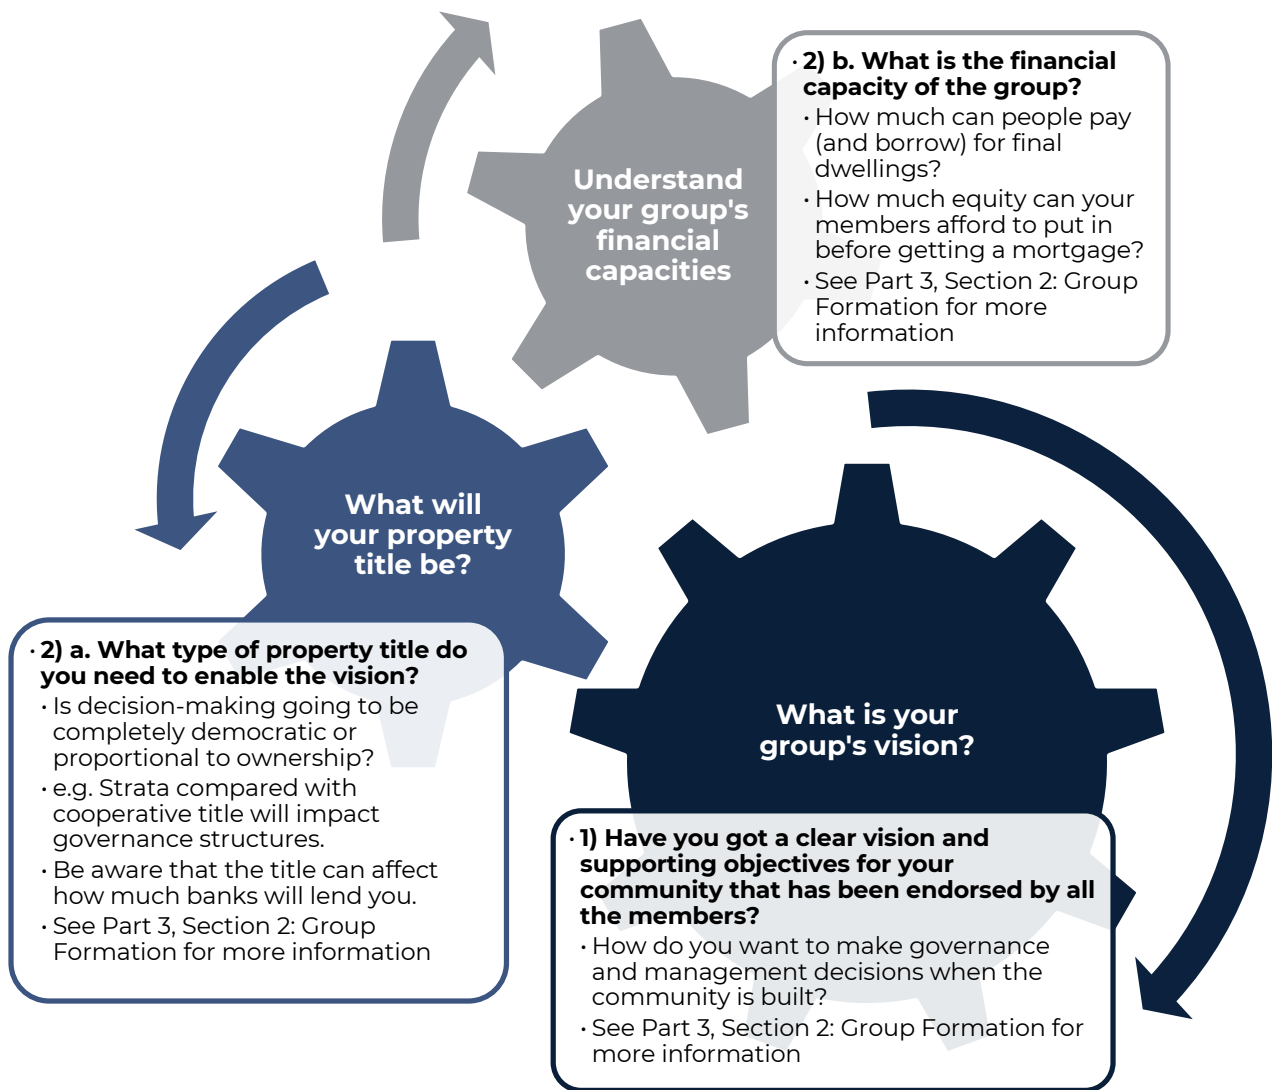 Understand
your group's
financial
capacities
· 2) b. What is the financial
capacity of the group?
· How much can people pay
(and borrow) for final
dwellings?
· How much equity can your
members afford to put in
before getting a mortgage?
· See Part 3, Section 2: Group
Formation for more
information
What will
your property
title be?
· 2) a. What type of property title do
you need to enable the vision?
· Is decision-making going to be
completely democratic or
proportional to ownership?
· e.g. Strata compared with
cooperative title will impact
governance structures.
· Be aware that the title can affect
how much banks will lend you.
· See Part 3, Section 2: Group
Formation for more information
What is your
group's vision?
· 1) Have you got a clear vision and
supporting objectives for your
community that has been endorsed by all
the members?
· How do you want to make governance
and management decisions when the
community is built?
· See Part 3, Section 2: Group Formation for
more information